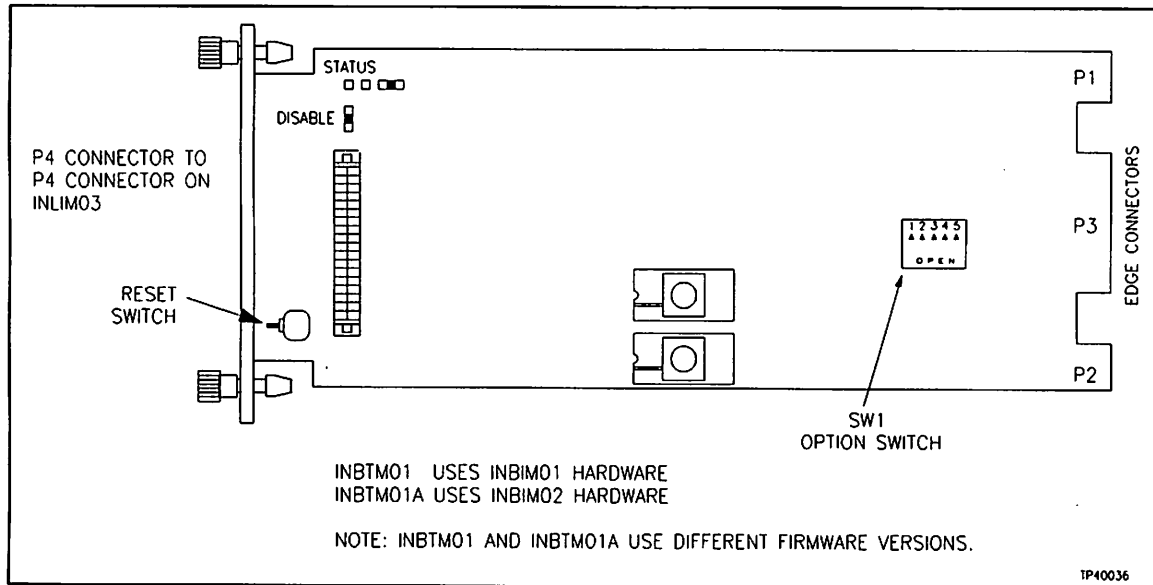 STATUS
P1
DISABLE
P4 CONNECTOR TO
P4 CONNECTOR ON
INLIM03
1 2 3 4 5
OPEN
P3
EDGE CONNECTORS
RESET
SWITCH
P2
SW1
OPTION SWITCH
INBTM01 USES INBIM01 HARDWARE
INBTM01A USES INBIM02 HARDWARE
NOTE: INBTM01 AND INBTM01A USE DIFFERENT FIRMWARE VERSIONS.
TP40036